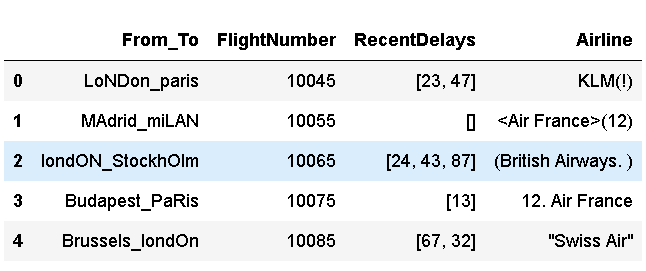 From_To FlightNumber RecentDelays Airline
0 LoNDon_paris 10045 [23, 47] KLM(!)
1 MAdrid_miLAN 10055 [] <Air France>(12)
2 londON_StockhOlm 10065 [24, 43, 87] (British Airways. )
3 Budapest_PaRis 10075 [13] 12. Air France
4 Brussels_londOn 10085 [67, 32] "Swiss Air"